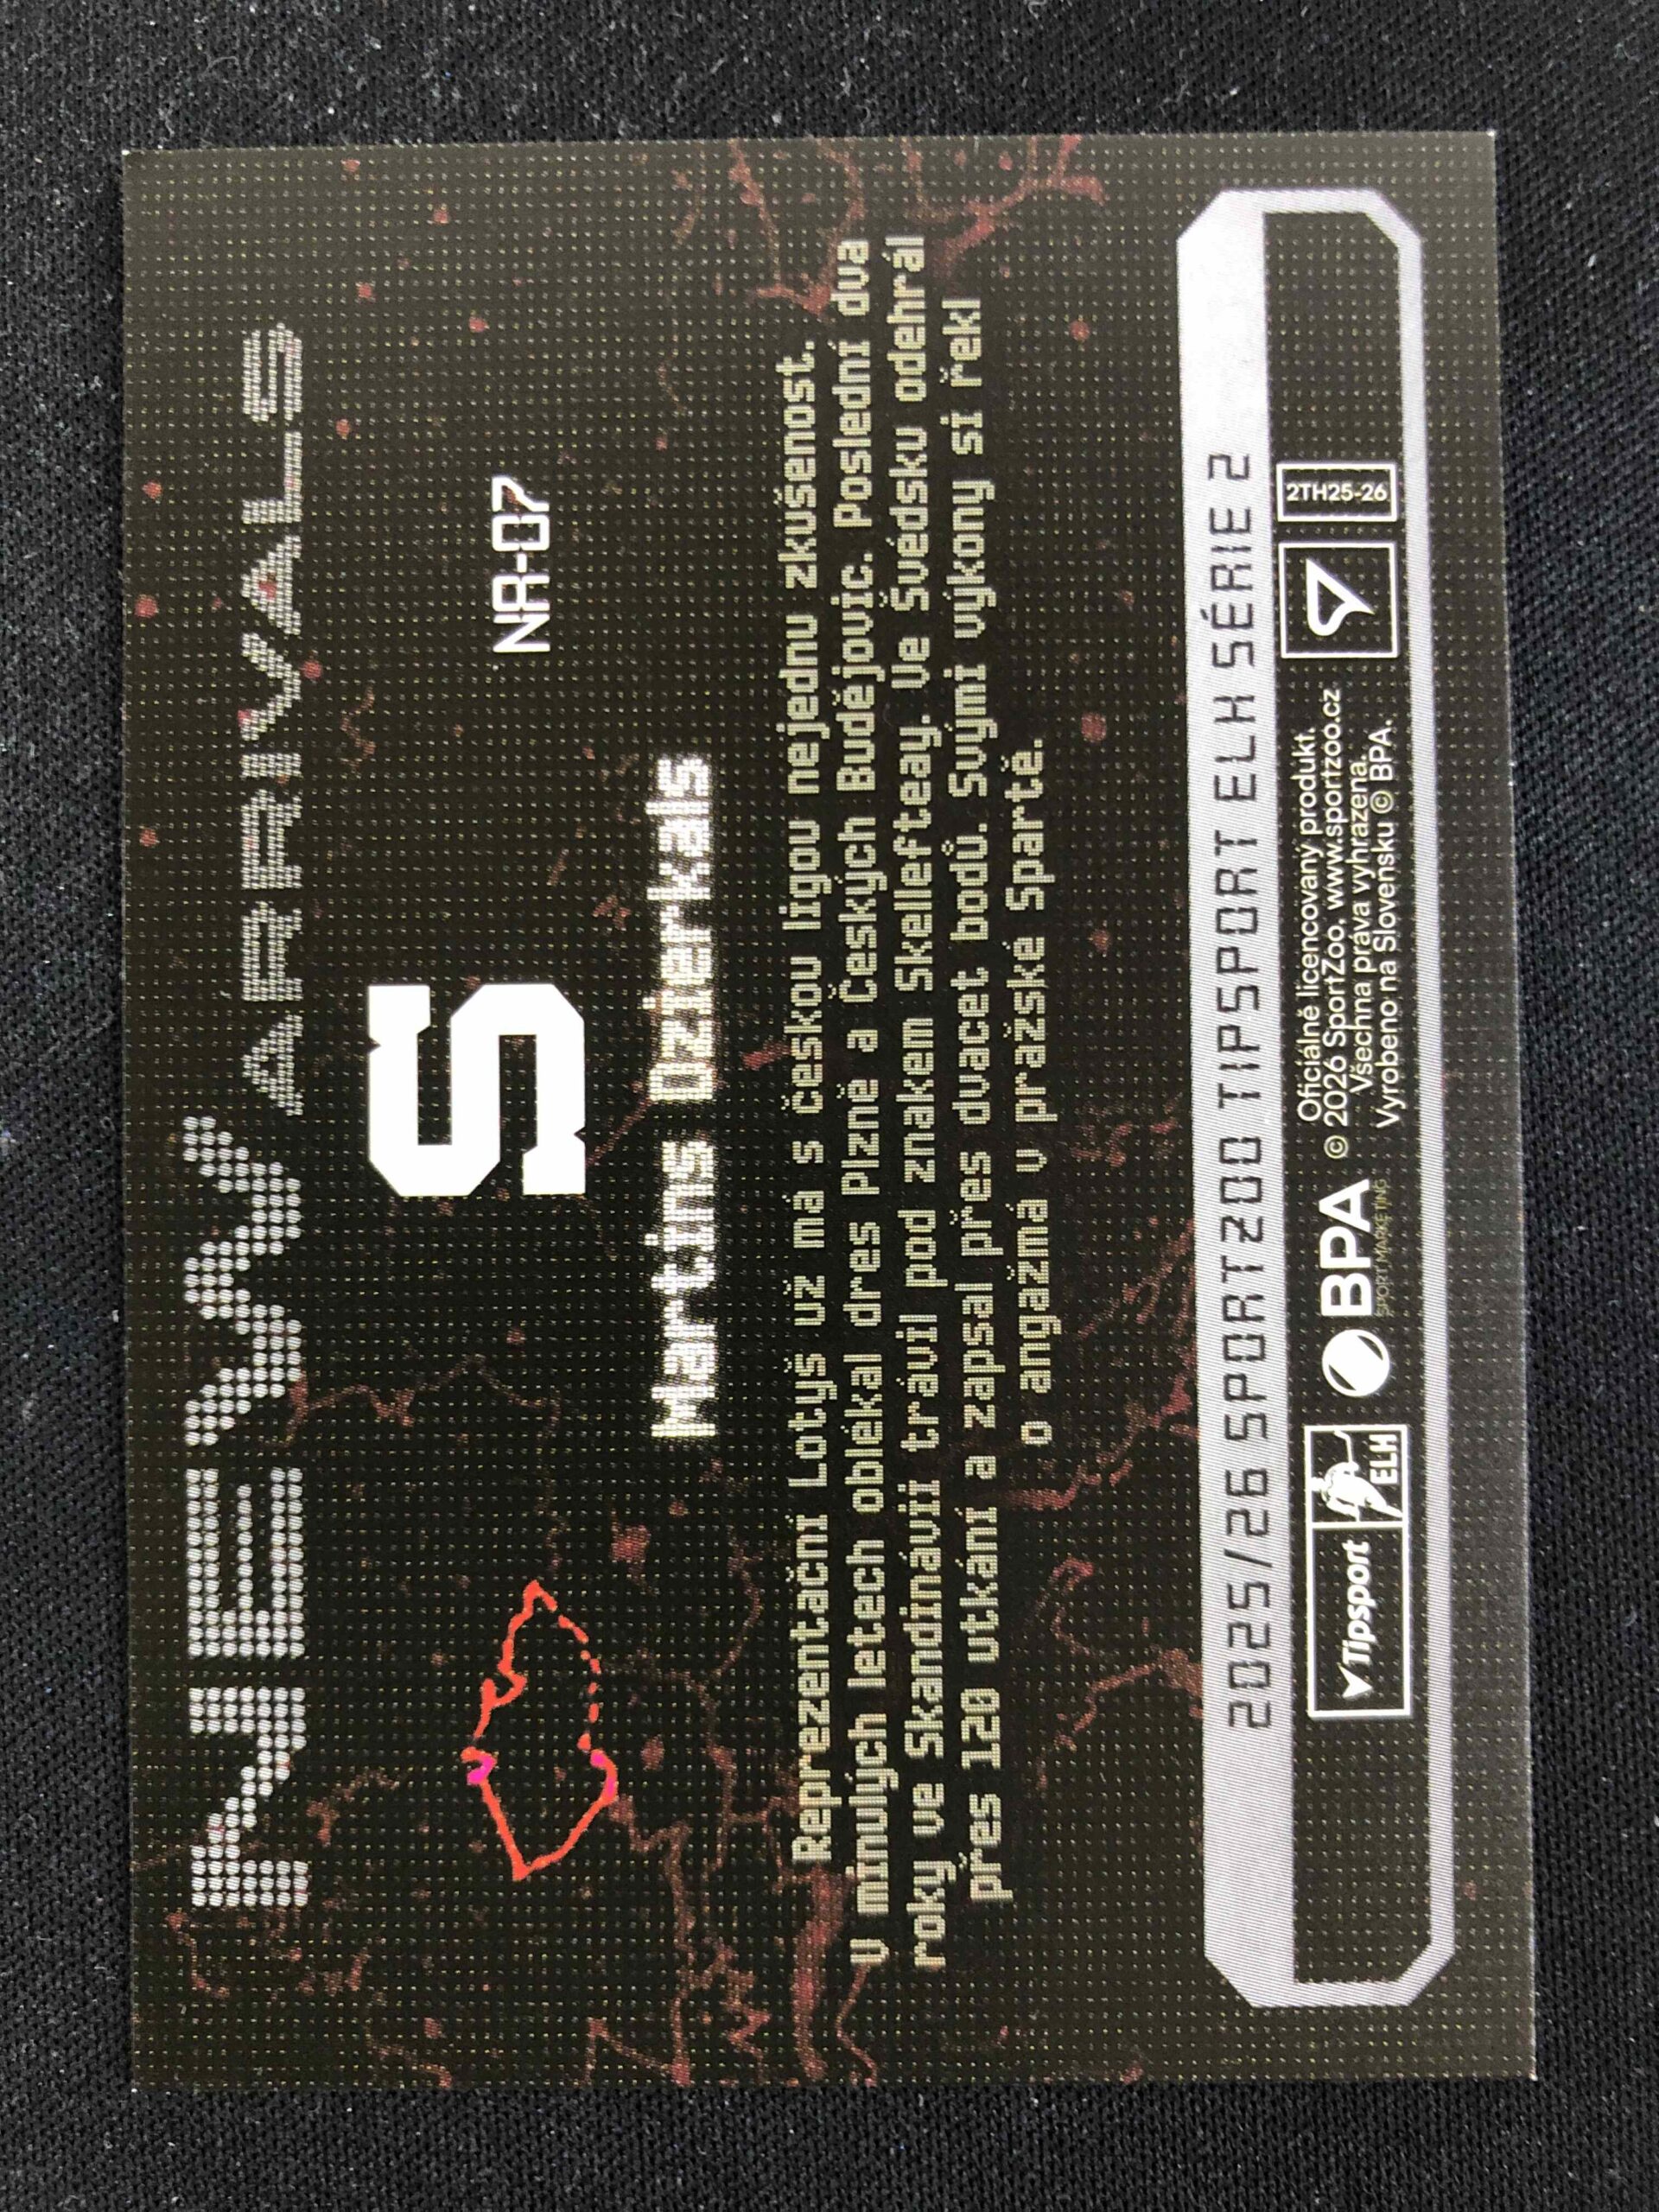 NEW ARRIVALS
S
NR-07
Martins Dzierkals
Reprezentační Lotyš už má s českou ligou nejednu zkušenost.
V minulých letech oblékal dres Plzně a Českých Budějovic. Poslední dva
roky ve Skandinávii trávil pod znakem Skellefteay. Ve Švédsku odehrál
přes 120 utkání a zapsal přes dvacet bodů. Svými výkony si řekl
o angažmá v pražské Spartě.
2025/26 SPORTZOO TIPSPORT ELH SÉRIE 2
Tipsport ELH
BPA
SPORT MARKETING
Oficiálně licencovaný produkt.
© 2026 SportZoo. www.sportzoo.cz
Všechna práva vyhrazena.
Vyrobeno na Slovensku © BPA.
2TH25-26